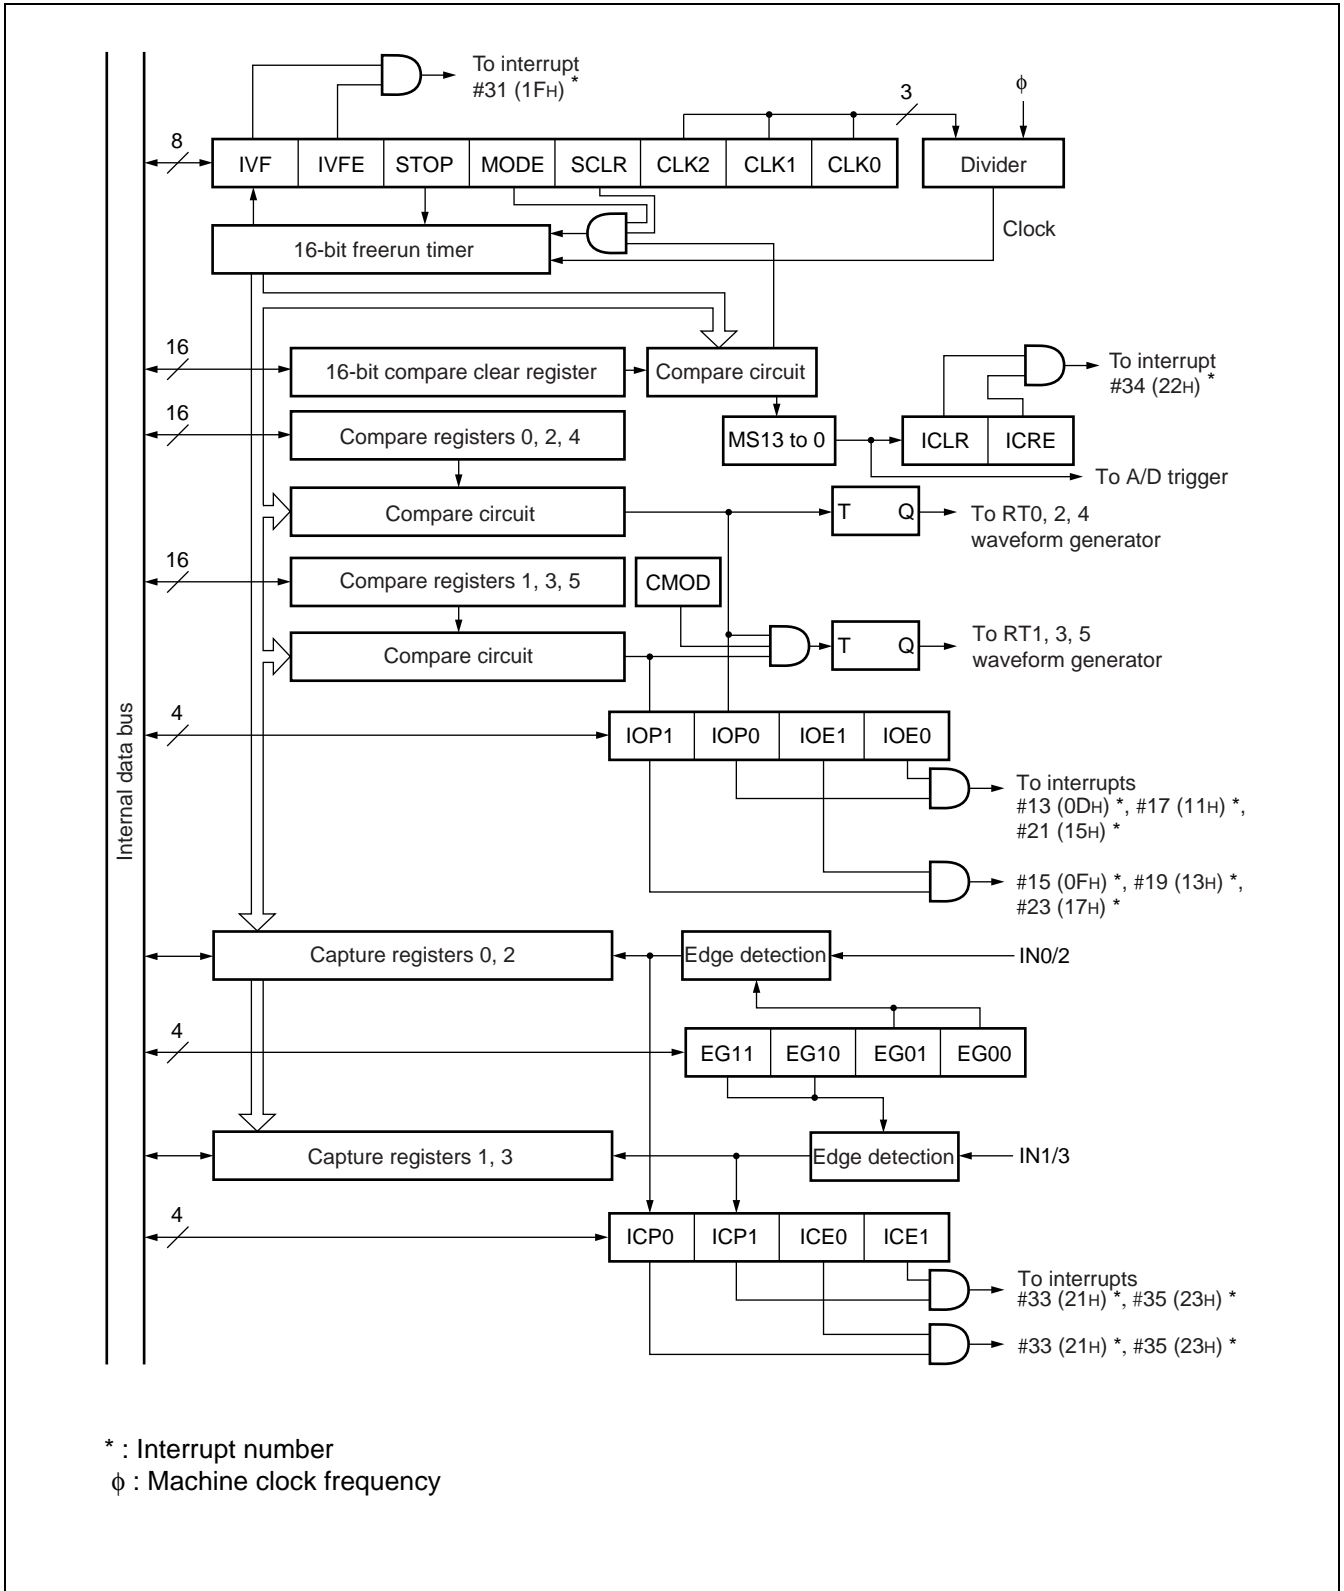 To interrupt
#31 (1FH) *
3
φ
8
IVF IVFE STOP MODE SCLR CLK2 CLK1 CLK0
Divider
16-bit freerun timer
Clock
16
16-bit compare clear register
Compare circuit
To interrupt
#34 (22H) *
16
Compare registers 0, 2, 4
MS13 to 0
ICLR ICRE
To A/D trigger
Compare circuit
T Q
To RT0, 2, 4
waveform generator
16
Compare registers 1, 3, 5
CMOD
Compare circuit
T Q
To RT1, 3, 5
waveform generator
Internal data bus
4
IOP1 IOP0 IOE1 IOE0
To interrupts
#13 (0DH) *, #17 (11H) *,
#21 (15H) *
#15 (0FH) *, #19 (13H) *,
#23 (17H) *
Capture registers 0, 2
Edge detection
IN0/2
4
EG11 EG10 EG01 EG00
Capture registers 1, 3
Edge detection
IN1/3
4
ICP0 ICP1 ICE0 ICE1
To interrupts
#33 (21H) *, #35 (23H) *
#33 (21H) *, #35 (23H) *
* : Interrupt number
φ : Machine clock frequency